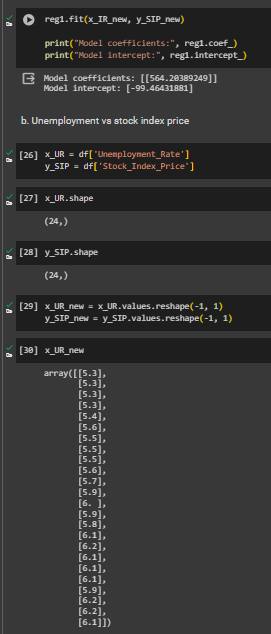 reg1.fit(x_IR_new, y_SIP_new)
print("Model coefficients:", reg1.coef_)
print("Model intercept:", reg1.intercept_)
Model coefficients: [[564.20389249]]
Model intercept: [-99.46431881]
b. Unemployment vs stock index price
[26] x_UR = df['Unemployment_Rate']
y_SIP = df['Stock_Index_Price']
[27] x_UR.shape
(24,)
[28] y_SIP.shape
(24,)
[29] x_UR_new = x_UR.values.reshape(-1, 1)
y_SIP_new = y_SIP.values.reshape(-1, 1)
[30] x_UR_new
array([[5.3],
[5.3],
[5.3],
[5.3],
[5.4],
[5.6],
[5.5],
[5.5],
[5.5],
[5.6],
[5.7],
[5.9],
[6. ],
[5.9],
[5.8],
[6.1],
[6.2],
[6.1],
[6.1],
[6.1],
[5.9],
[6.2],
[6.2],
[6.1]])